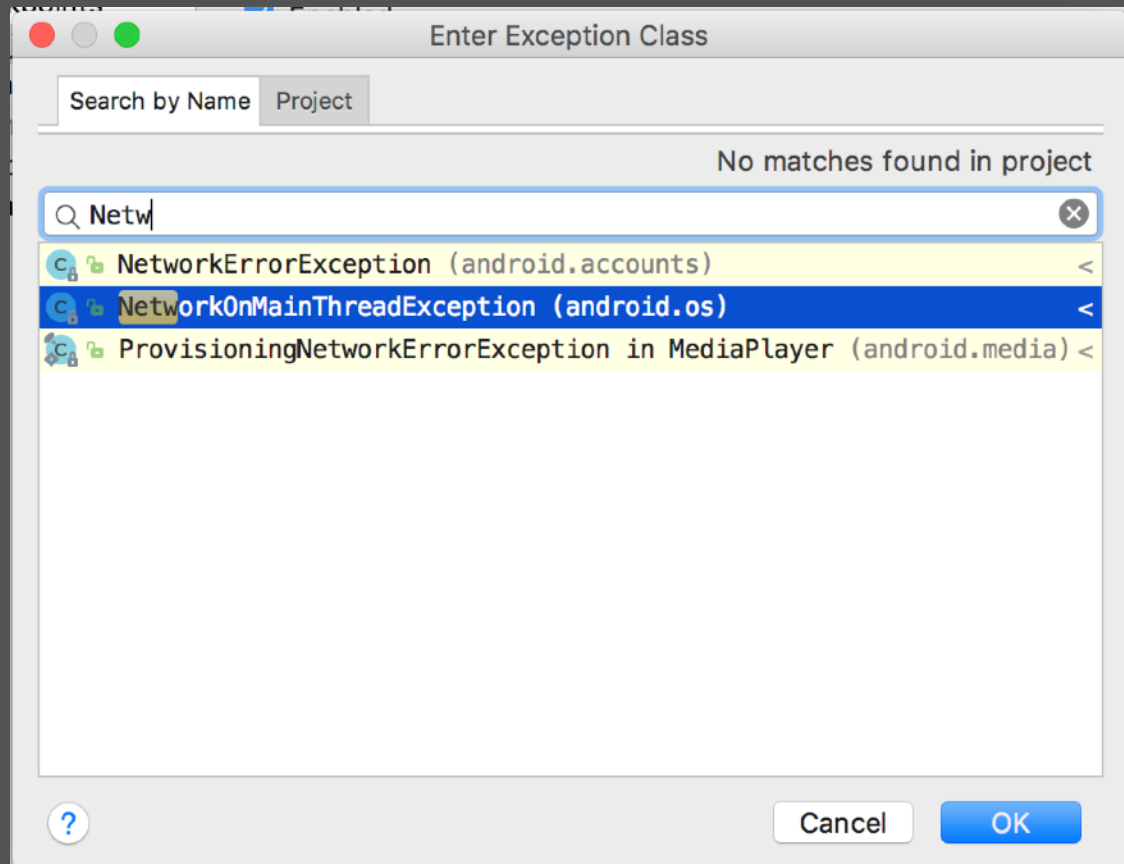 Enter Exception Class
Search by Name Project
No matches found in project
Netw
NetworkErrorException (android.accounts) <
NetworkOnMainThreadException (android.os) <
ProvisioningNetworkErrorException in MediaPlayer (android.media) <
? Cancel OK